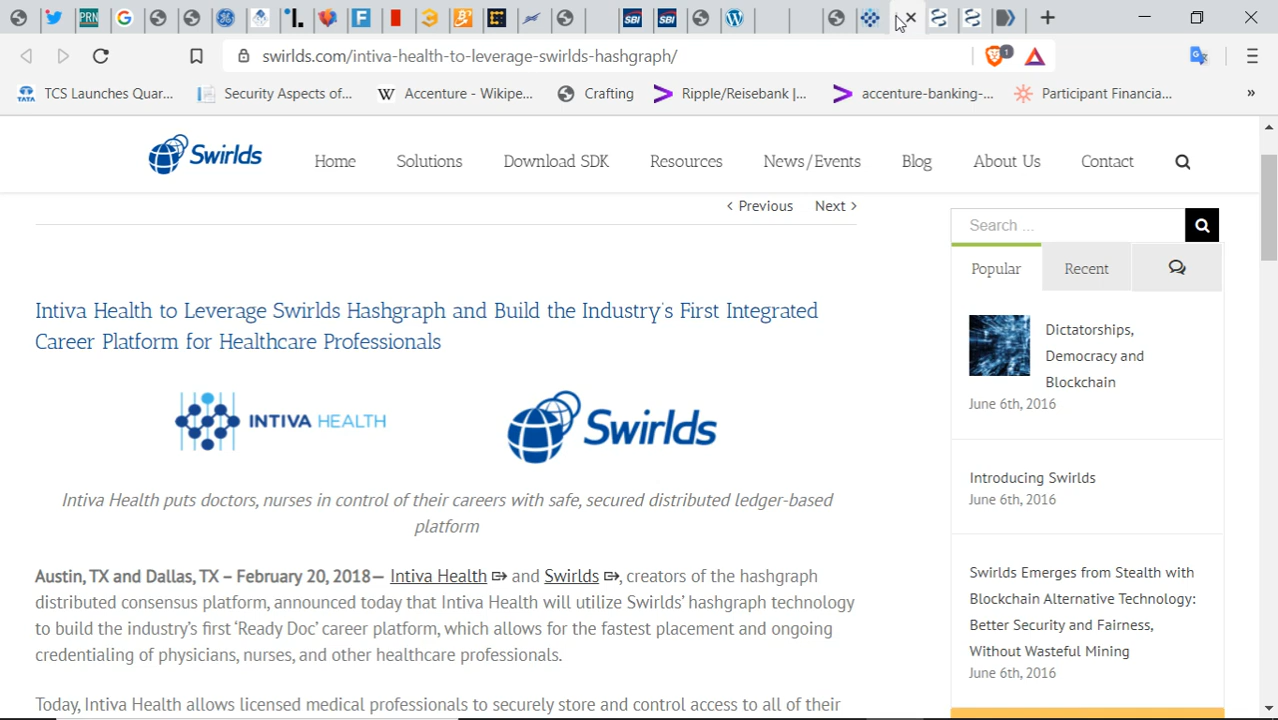 swirlds.com/intiva-health-to-leverage-swirlds-hashgraph/
1
TCS Launches Quar... Security Aspects of... Accenture - Wikipe... Crafting Ripple/Reisebank |... accenture-banking-... Participant Financia... »
Swirlds Home Solutions Download SDK Resources News/Events Blog About Us Contact
< Previous Next >
Search ...
Popular Recent
Intiva Health to Leverage Swirlds Hashgraph and Build the Industry's First Integrated
Career Platform for Healthcare Professionals
INTIVA HEALTH Swirlds
Intiva Health puts doctors, nurses in control of their careers with safe, secured distributed ledger-based
platform
Austin, TX and Dallas, TX – February 20, 2018— Intiva Health and Swirlds, creators of the hashgraph
distributed consensus platform, announced today that Intiva Health will utilize Swirlds' hashgraph technology
to build the industry's first 'Ready Doc' career platform, which allows for the fastest placement and ongoing
credentialing of physicians, nurses, and other healthcare professionals.
Today, Intiva Health allows licensed medical professionals to securely store and control access to all of their
Dictatorships,
Democracy and
Blockchain
June 6th, 2016
Introducing Swirlds
June 6th, 2016
Swirlds Emerges from Stealth with
Blockchain Alternative Technology:
Better Security and Fairness,
Without Wasteful Mining
June 6th, 2016